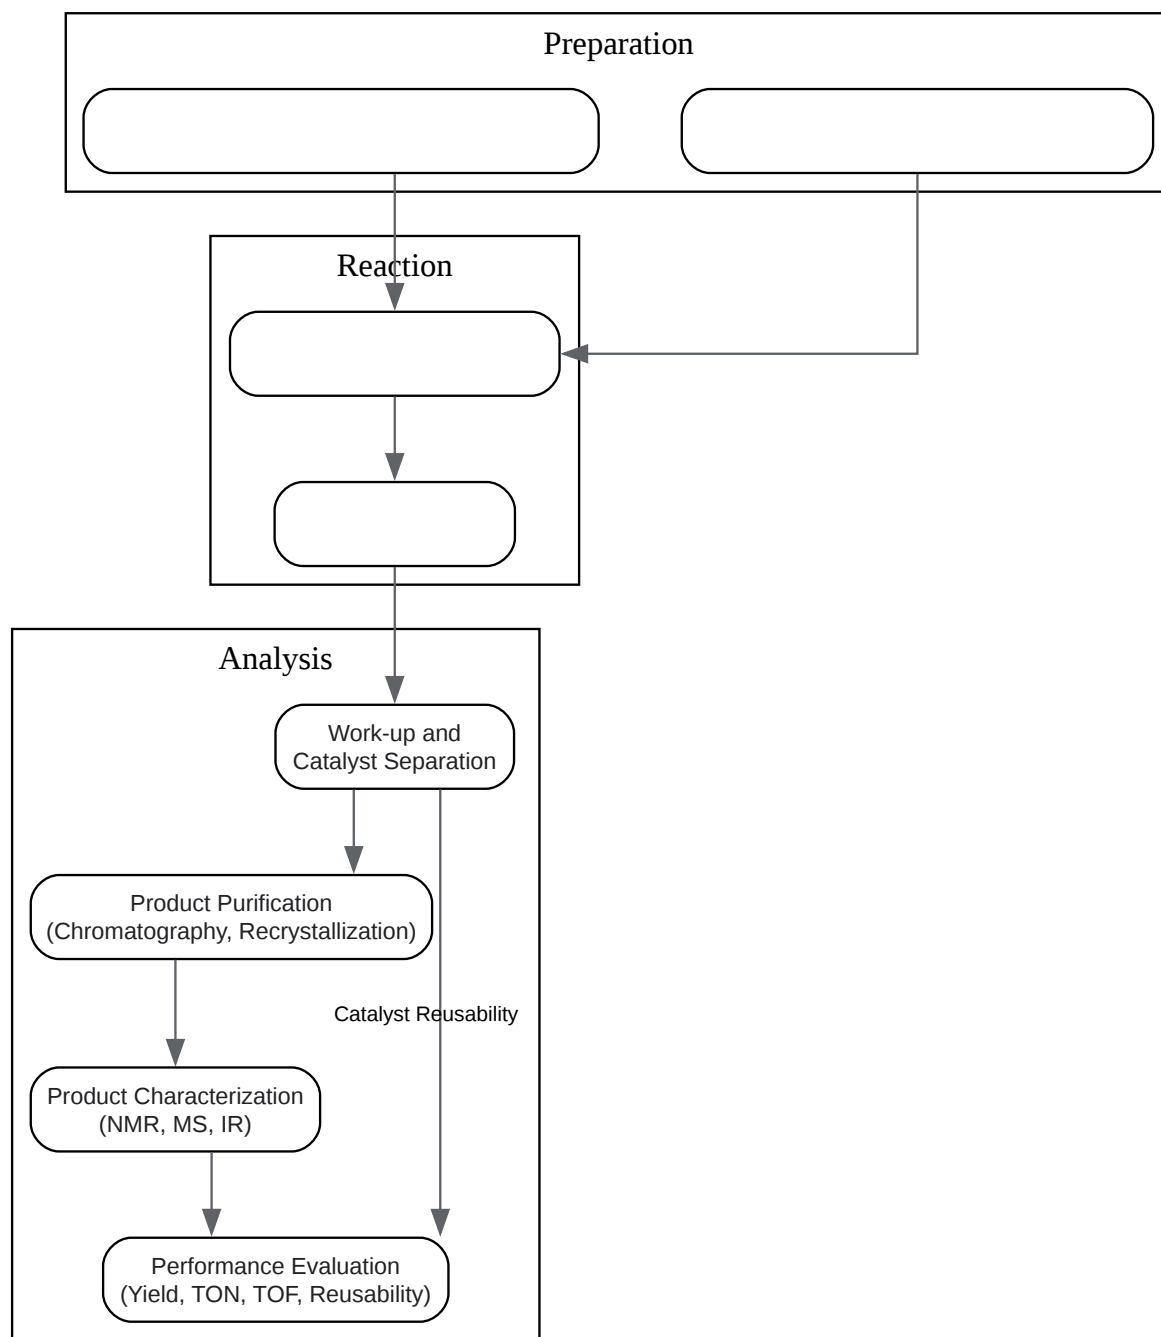 Preparation
Reaction
Analysis
Work-up and
Catalyst Separation
Product Purification
(Chromatography, Recrystallization)
Catalyst Reusability
Product Characterization
(NMR, MS, IR)
Performance Evaluation
(Yield, TON, TOF, Reusability)